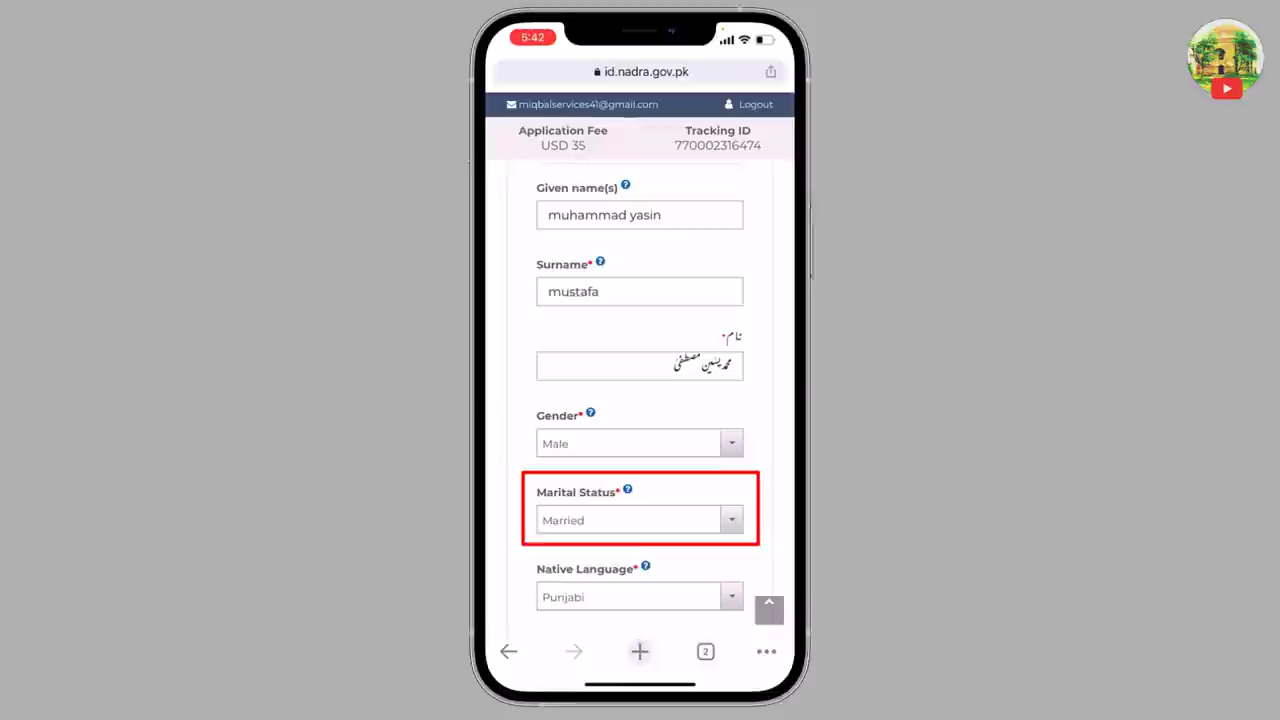 5:42
id.nadra.gov.pk
miqbalservices41@gmail.com Logout
Application Fee Tracking ID
USD 35 770002316474
Given name(s) ?
muhammad yasin
Surname* ?
mustafa
نام*
محمد یٰسین مصطفیٰ
Gender* ?
Male
Marital Status* ?
Married
Native Language* ?
Punjabi
2